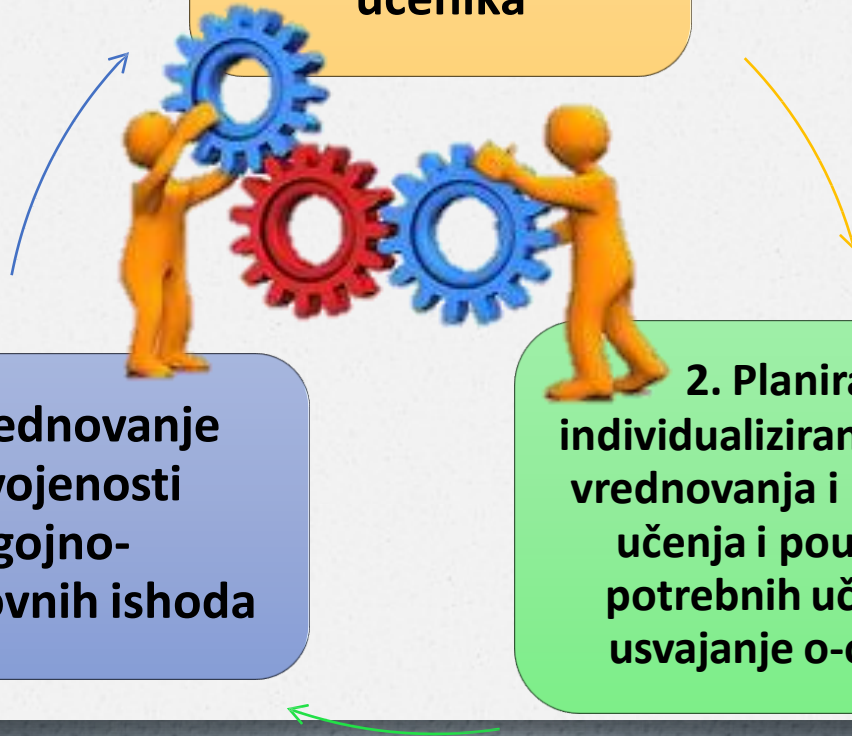 učenika
ednovanje
vojenosti
gojno-
ovnih ishoda
2. Planira
individualiziran
vrednovanja i
učenja i pou
potrebnih uč
usvajanje o-o